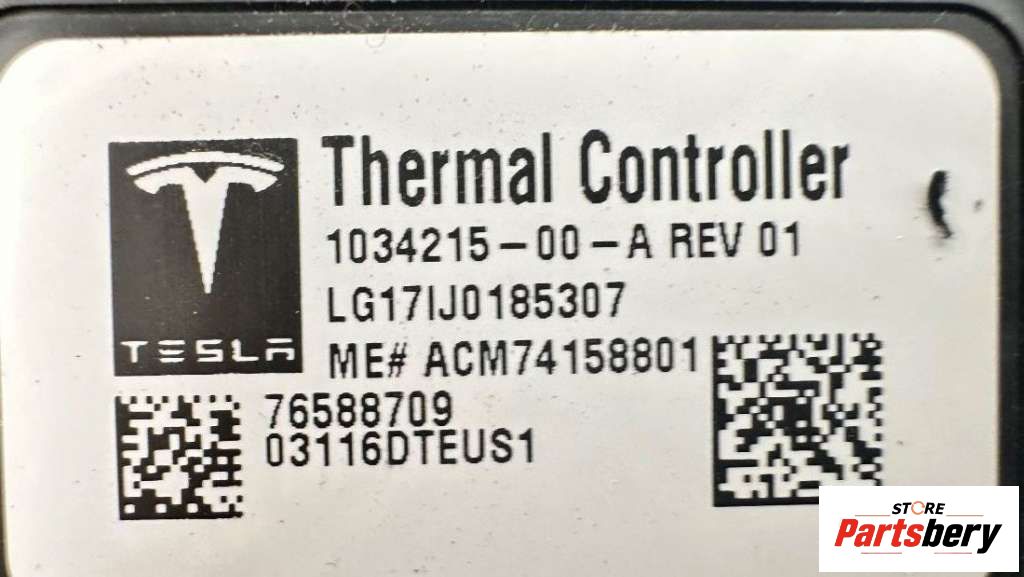 Thermal Controller
1034215-00-A REV 01
LG17IJ0185307
TESLA
ME# ACM74158801
76588709
03116DTEUS1
STORE
Partsbery